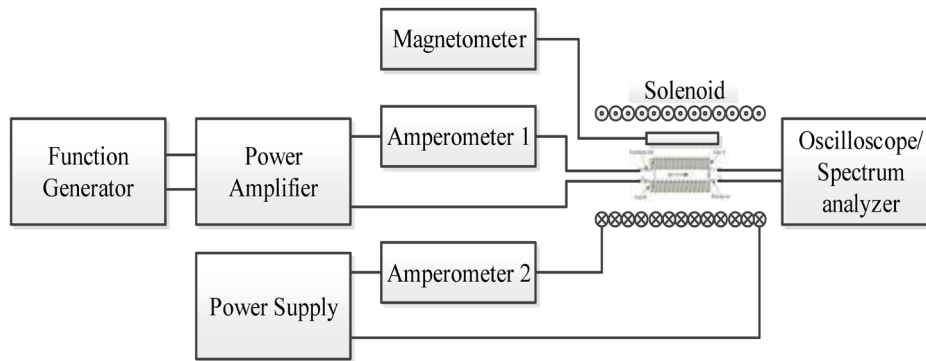 Magnetometer
Solenoid
Function
Generator
Power
Amplifier
Amperometer 1
Oscilloscope/
Spectrum
analyzer
Power Supply
Amperometer 2